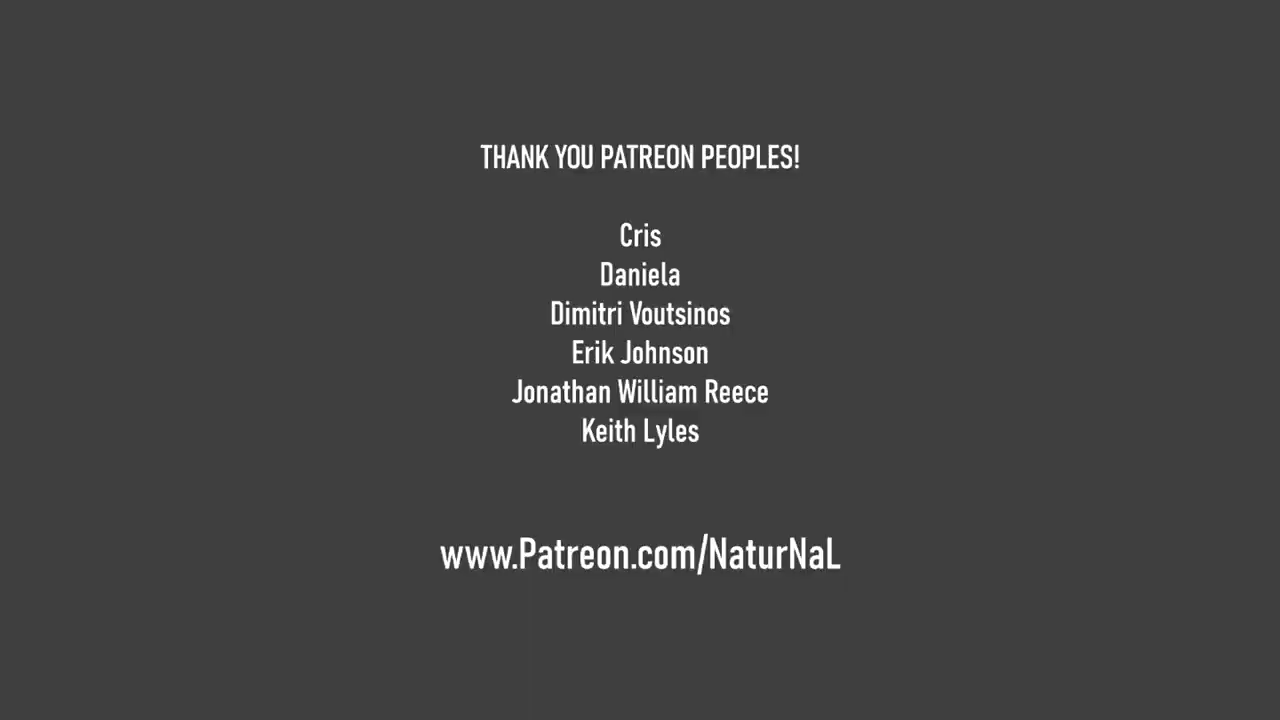 THANK YOU PATREON PEOPLES!
Cris
Daniela
Dimitri Voutsinos
Erik Johnson
Jonathan William Reece
Keith Lyles
www.Patreon.com/NaturNaL